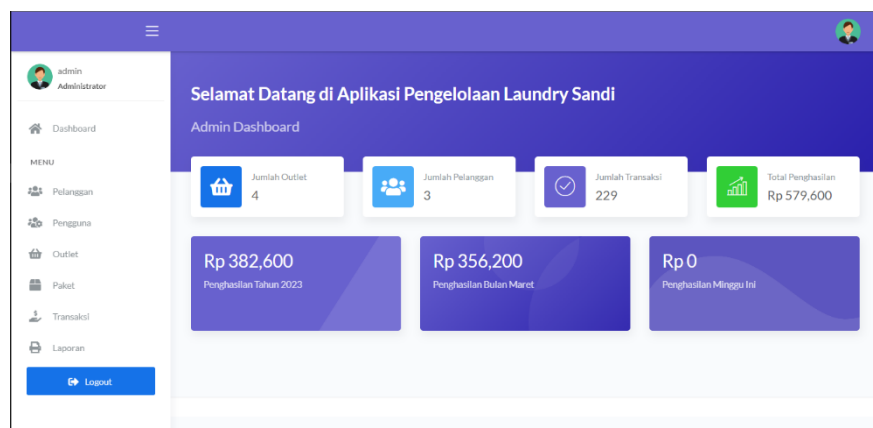 admin
Administrator
Dashboard
MENU
Pelanggan
Pengguna
Outlet
Paket
Transaksi
Laporan
Logout
Selamat Datang di Aplikasi Pengelolaan Laundry Sandi
Admin Dashboard
Jumlah Outlet
4
Jumlah Pelanggan
3
Jumlah Transaksi
229
Total Penghasilan
Rp 579,600
Rp 382,600
Penghasilan Tahun 2023
Rp 356,200
Penghasilan Bulan Maret
Rp 0
Penghasilan Minggu Ini